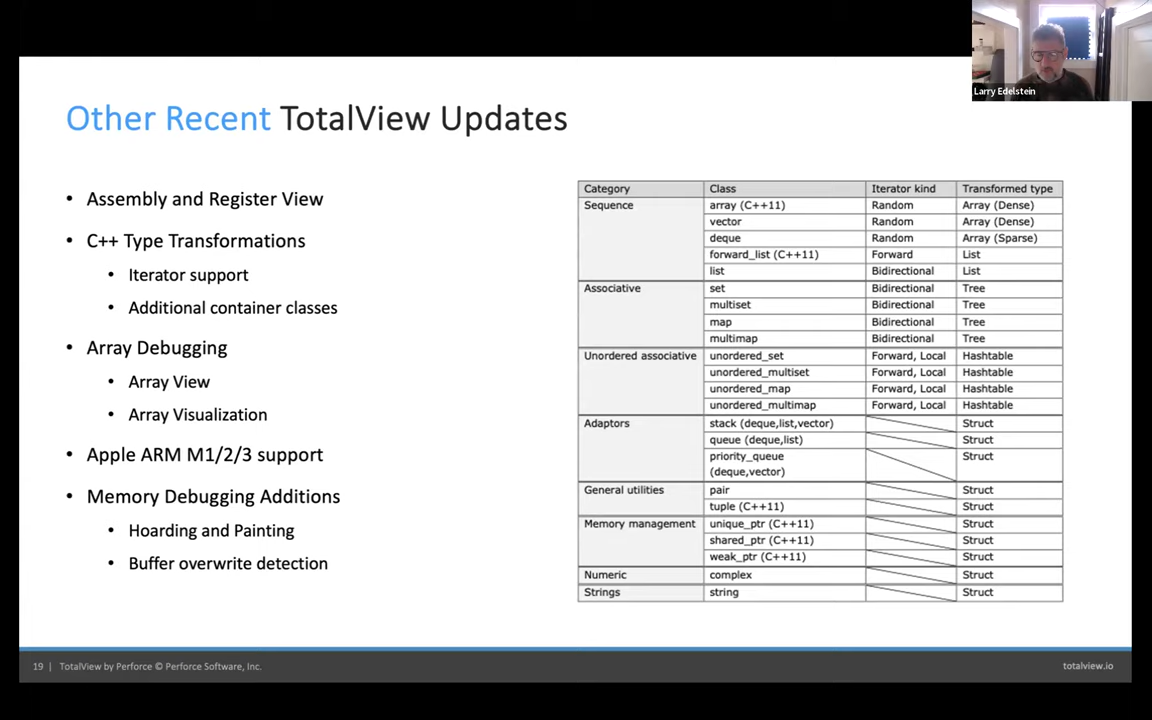 Larry Edelstein
Other Recent TotalView Updates
• Assembly and Register View
• C++ Type Transformations
• Iterator support
• Additional container classes
• Array Debugging
• Array View
• Array Visualization
• Apple ARM M1/2/3 support
• Memory Debugging Additions
• Hoarding and Painting
• Buffer overwrite detection
Category Class Iterator kind Transformed type
Sequence array (C++11) Random Array (Dense)
vector Random Array (Dense)
deque Random Array (Sparse)
forward_list (C++11) Forward List
list Bidirectional List
Associative set Bidirectional Tree
multiset Bidirectional Tree
map Bidirectional Tree
multimap Bidirectional Tree
Unordered associative unordered_set Forward, Local Hashtable
unordered_multiset Forward, Local Hashtable
unordered_map Forward, Local Hashtable
unordered_multimap Forward, Local Hashtable
Adaptors stack (deque,list,vector) Struct
queue (deque,list) Struct
priority_queue Struct
(deque,vector)
General utilities pair Struct
tuple (C++11) Struct
Memory management unique_ptr (C++11) Struct
shared_ptr (C++11) Struct
weak_ptr (C++11) Struct
Numeric complex Struct
Strings string Struct
19 | TotalView by Perforce © Perforce Software, Inc. totalview.io